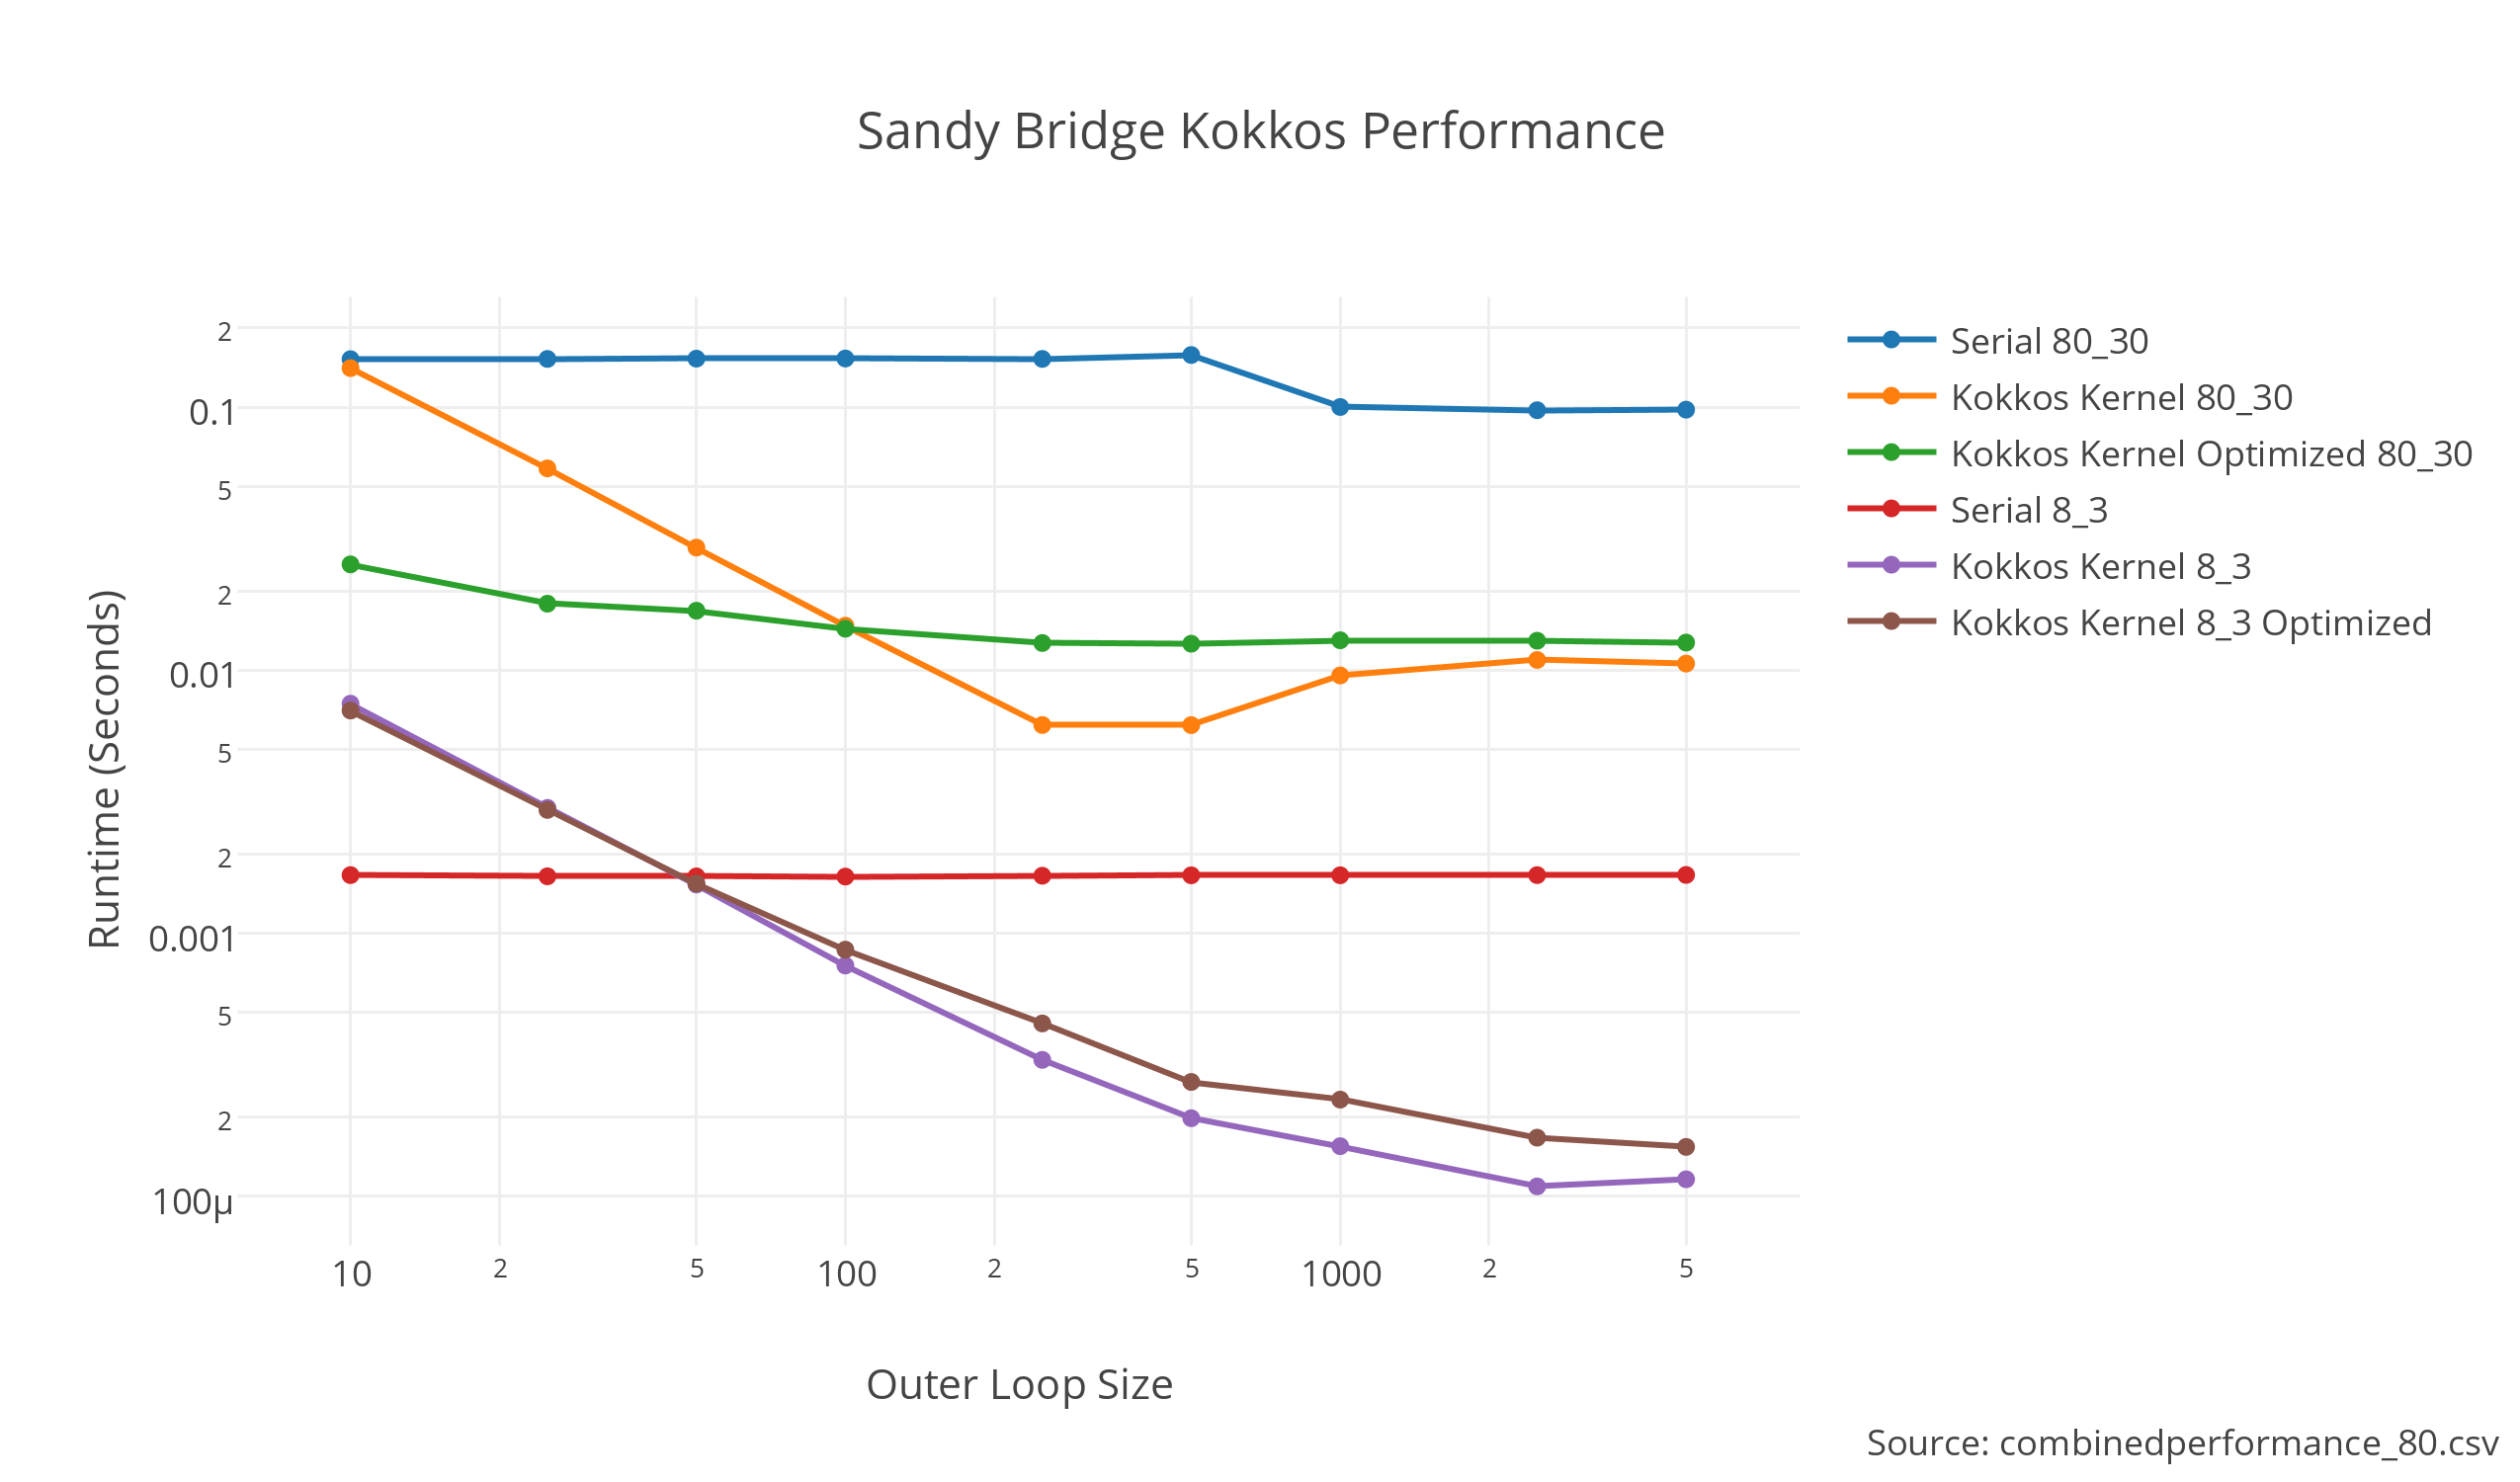 Sandy Bridge Kokkos Performance
Serial 80_30
Kokkos Kernel 80_30
Kokkos Kernel Optimized 80_30
Serial 8_3
Kokkos Kernel 8_3
Kokkos Kernel 8_3 Optimized
Runtime (Seconds)
2
0.1
5
2
0.01
5
2
0.001
5
2
100μ
10 2 5 100 2 5 1000 2 5
Outer Loop Size
Source: combinedperformance_80.csv